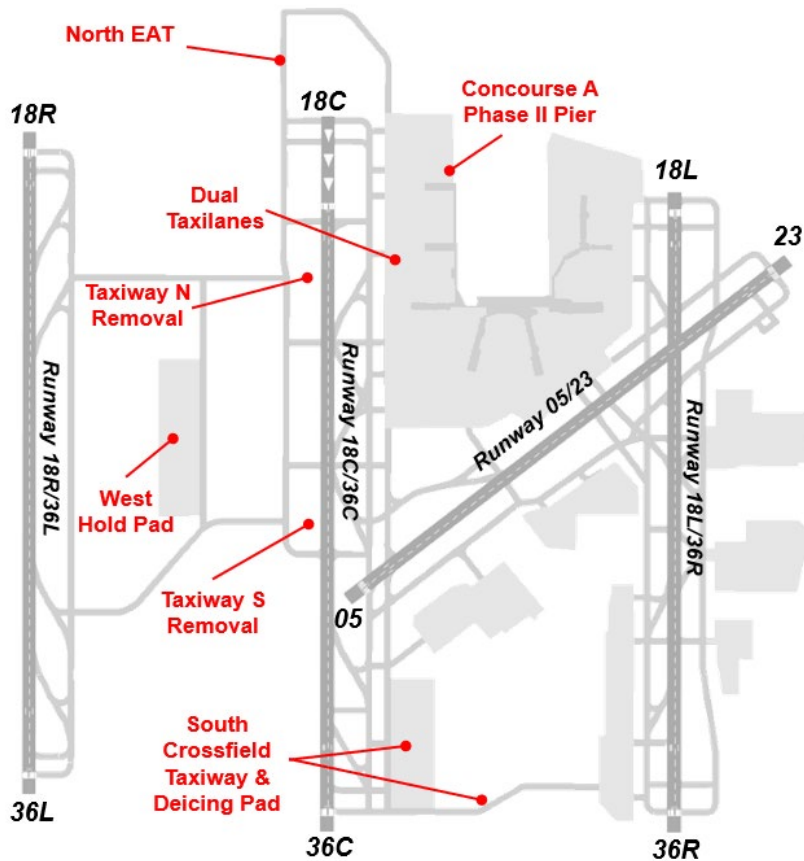 North EAT
18R
18C
Concourse A
Phase II Pier
18L
Dual
Taxilanes
23
Taxiway N
Removal
Runway 18R/36L
Runway 18C/36C
Runway 05/23
Runway 18L/36R
West
Hold Pad
Taxiway S
Removal
05
South
Crossfield
Taxiway &
Deicing Pad
36L
36C
36R